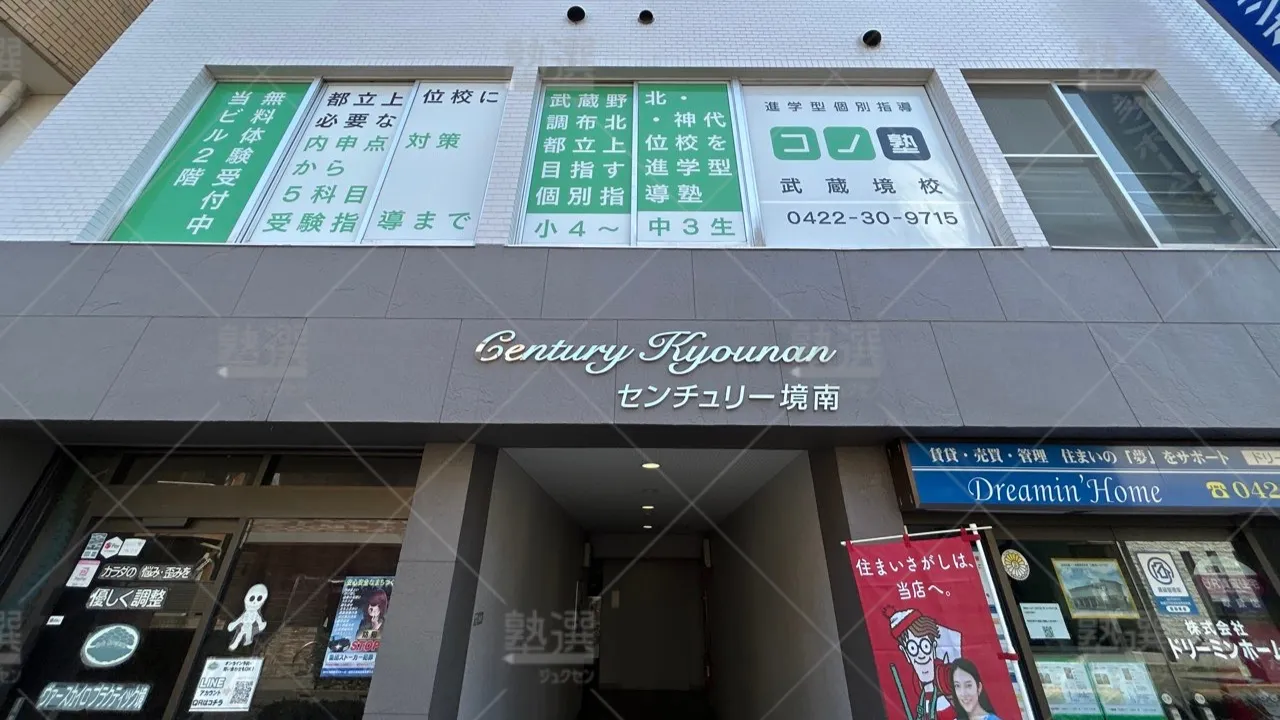 無料体験受付中
当ビル2階
都立上位校に
必要な
内申点対策
から
5科目
受験指導まで
武蔵野北・神代
調布北・
都立上位校を
目指す進学型
個別指導塾
小4~中3生
進学型個別指導
コノ塾
武蔵境校
0422-30-9715
Century Kyounan
センチュリー境南
賃貸・売買・管理 住まいの「夢」をサポート
Dreamin' Home
☎042
カラダの悩み・歪みを
優しく調整
LINE
アカウント
QRはコチラ
住まいさがしは、
当店へ。
株式会社
ドリーミンホーム
塾選
ジュクセン